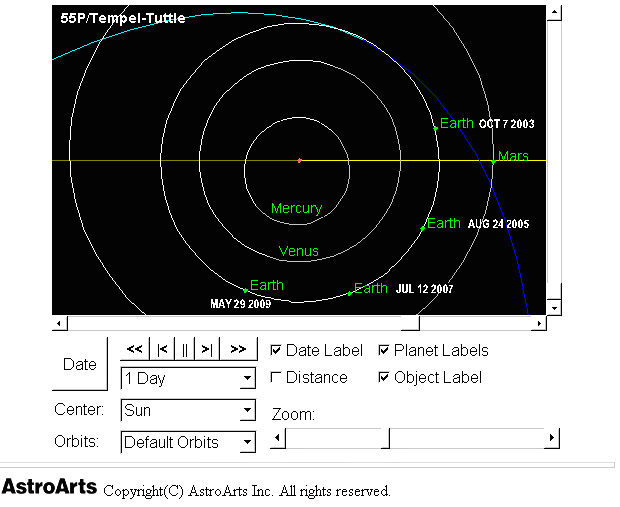 55P/Tempel-Tuttle
Earth OCT 7 2003
Mars
Mercury
Earth AUG 24 2005
Venus
Earth
Earth JUL 12 2007
MAY 29 2009
Date
<< |< || >| >>
Date Label
Planet Labels
1 Day
Distance
Object Label
Center: Sun
Zoom:
Orbits: Default Orbits
AstroArts Copyright(C) AstroArts Inc. All rights reserved.